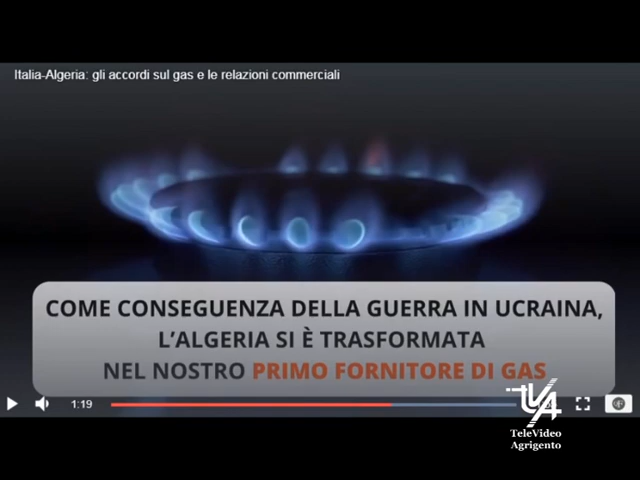 Italia-Algeria: gli accordi sul gas e le relazioni commerciali
COME CONSEGUENZA DELLA GUERRA IN UCRAINA,
L'ALGERIA SI È TRASFORMATA
NEL NOSTRO PRIMO FORNITORE DI GAS
1:19
TVA
TeleVideo
Agrigento